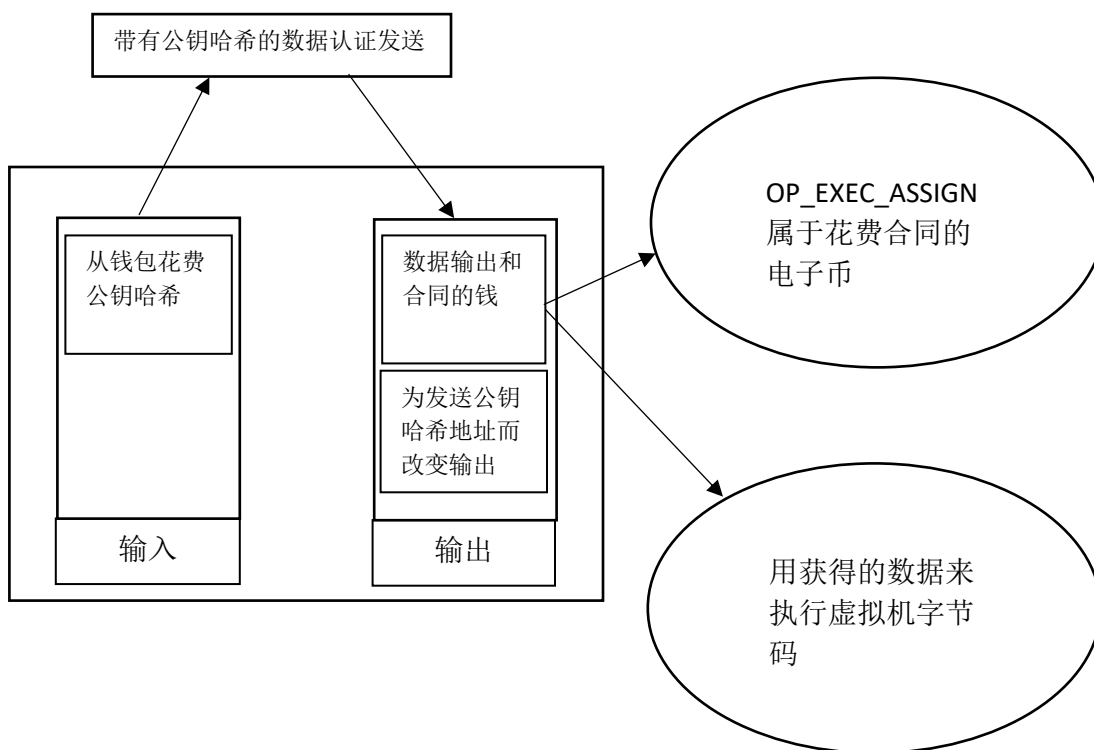 带有公钥哈希的数据认证发送
从钱包花费
公钥哈希
输入
数据输出和
合同的钱
为发送公钥
哈希地址而
改变输出
输出
OP_EXEC_ASSIGN
属于花费合同的
电子币
用获得的数据来
执行虚拟机字节
码